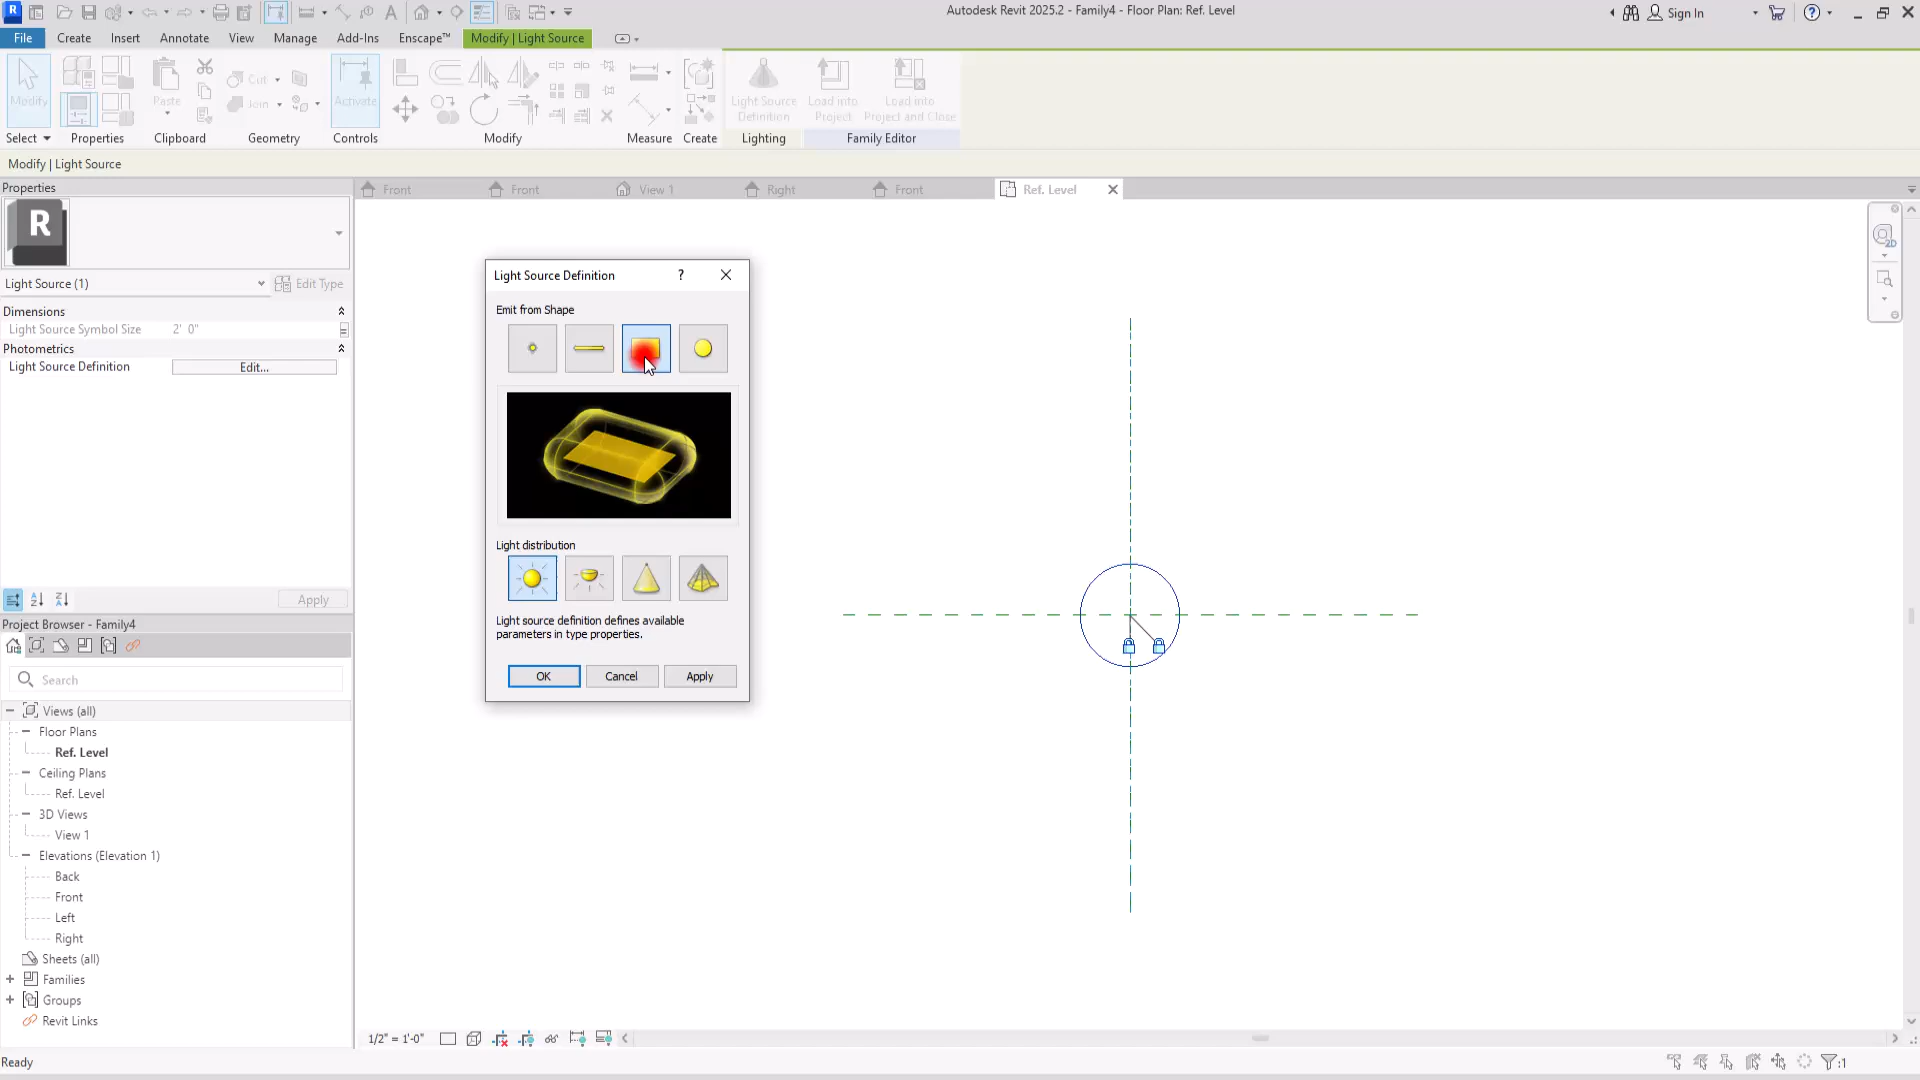 Autodesk Revit 2025.2 - Family4 - Floor Plan: Ref. Level
Sign In
File Create Insert Annotate View Manage Add-Ins Enscape™ Modify | Light Source
Modify
Paste
Cut
Join
Activate
Light Source Definition
Load into Project
Load into Project and Close
Select Properties Clipboard Geometry Controls Modify Measure Create Lighting Family Editor
Modify | Light Source
Properties
Front Front View 1 Right Front Ref. Level
R
Light Source (1) Edit Type
Dimensions
Light Source Symbol Size 2' 0"
Photometrics
Light Source Definition Edit...
Apply
Project Browser - Family4
Search
Views (all)
Floor Plans
Ref. Level
Ceiling Plans
Ref. Level
3D Views
View 1
Elevations (Elevation 1)
Back
Front
Left
Right
Sheets (all)
Families
Groups
Revit Links
Light Source Definition ?
Emit from Shape
Light distribution
Light source definition defines available
parameters in type properties.
OK Cancel Apply
2D
1/2" = 1'-0"
Ready
:1